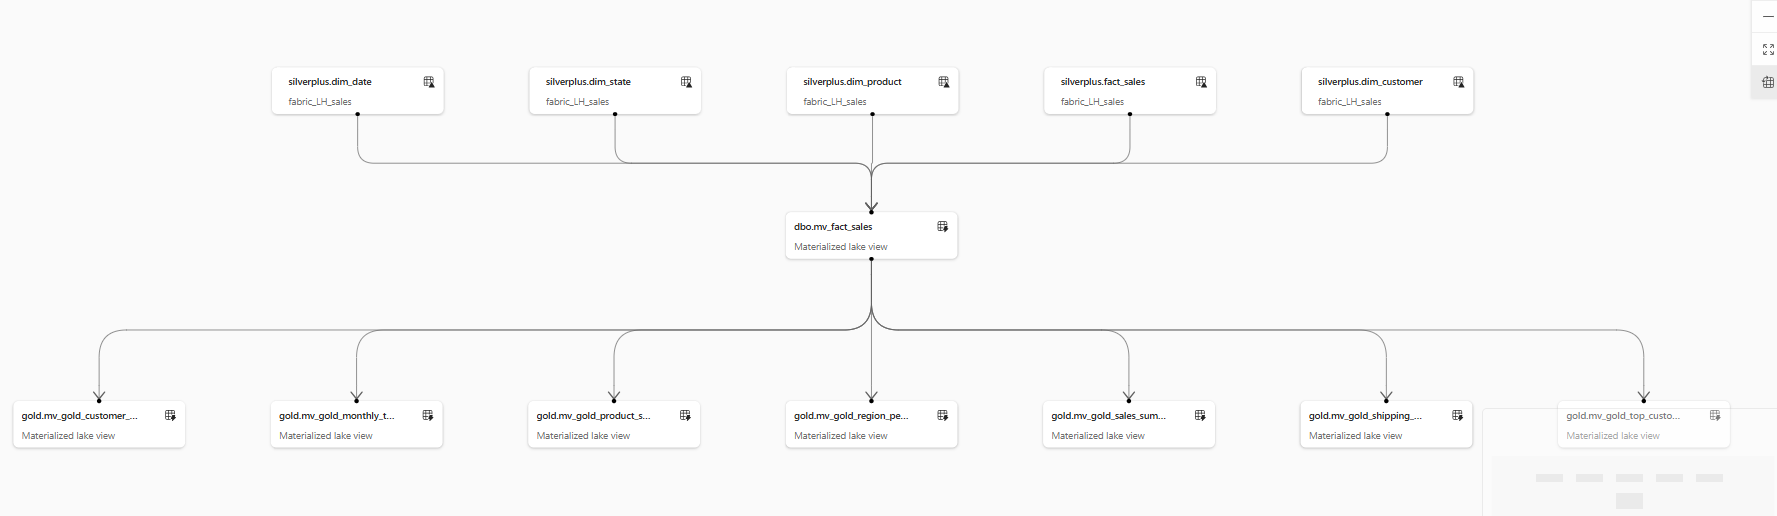 silverplus.dim_date
fabric_LH_sales
silverplus.dim_state
fabric_LH_sales
silverplus.dim_product
fabric_LH_sales
silverplus.fact_sales
fabric_LH_sales
silverplus.dim_customer
fabric_LH_sales
dbo.mv_fact_sales
Materialized lake view
gold.mv_gold_customer_...
Materialized lake view
gold.mv_gold_monthly_t...
Materialized lake view
gold.mv_gold_product_s...
Materialized lake view
gold.mv_gold_region_pe...
Materialized lake view
gold.mv_gold_sales_sum...
Materialized lake view
gold.mv_gold_shipping_...
Materialized lake view
gold.mv_gold_top_custo...
Materialized lake view